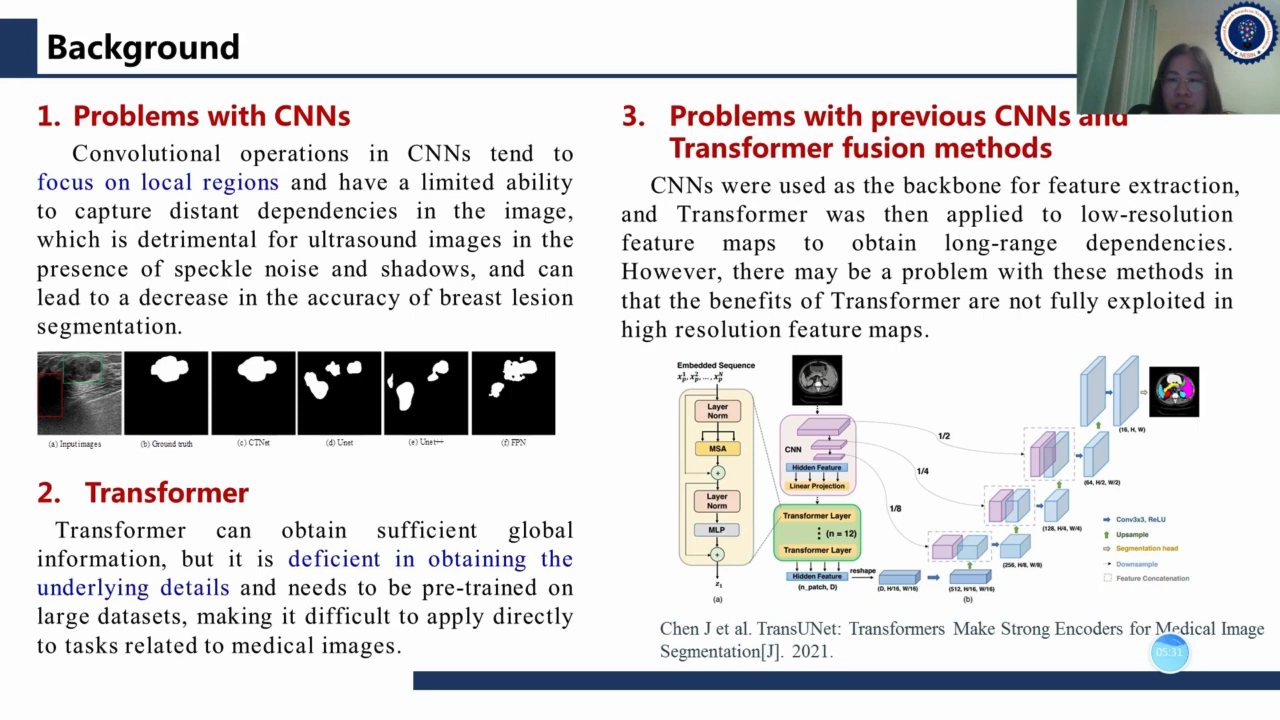 Background
1. Problems with CNNs
Convolutional operations in CNNs tend to
focus on local regions and have a limited ability
to capture distant dependencies in the image,
which is detrimental for ultrasound images in the
presence of speckle noise and shadows, and can
lead to a decrease in the accuracy of breast lesion
segmentation.
(a) Input images
(b) Ground truth
(c) CTNet
(d) Unet
(e) Unet++
(f) FPN
2. Transformer
Transformer can obtain sufficient global
information, but it is deficient in obtaining the
underlying details and needs to be pre-trained on
large datasets, making it difficult to apply directly
to tasks related to medical images.
3. Problems with previous CNNs and
Transformer fusion methods
CNNs were used as the backbone for feature extraction,
and Transformer was then applied to low-resolution
feature maps to obtain long-range dependencies.
However, there may be a problem with these methods in
that the benefits of Transformer are not fully exploited in
high resolution feature maps.
Embedded Sequence
Layer
Norm
MSA
+
Layer
Norm
MLP
+
z₁
(a)
CNN
Hidden Feature
Linear Projection
Transformer Layer
(n = 12)
Transformer Layer
Hidden Feature
(n_patch, D)
reshape
(D, H/16, W/16)
(512, H/16, W/16)
(b)
1/2
1/4
1/8
(256, H/8, W/8)
(128, H/4, W/4)
(64, H/2, W/2)
(16, H, W)
Conv3x3, ReLU
Upsample
Segmentation head
Downsample
Feature Concatenation
Chen J et al. TransUNet: Transformers Make Strong Encoders for Medical Image
Segmentation[J]. 2021.
05:31
NESIN